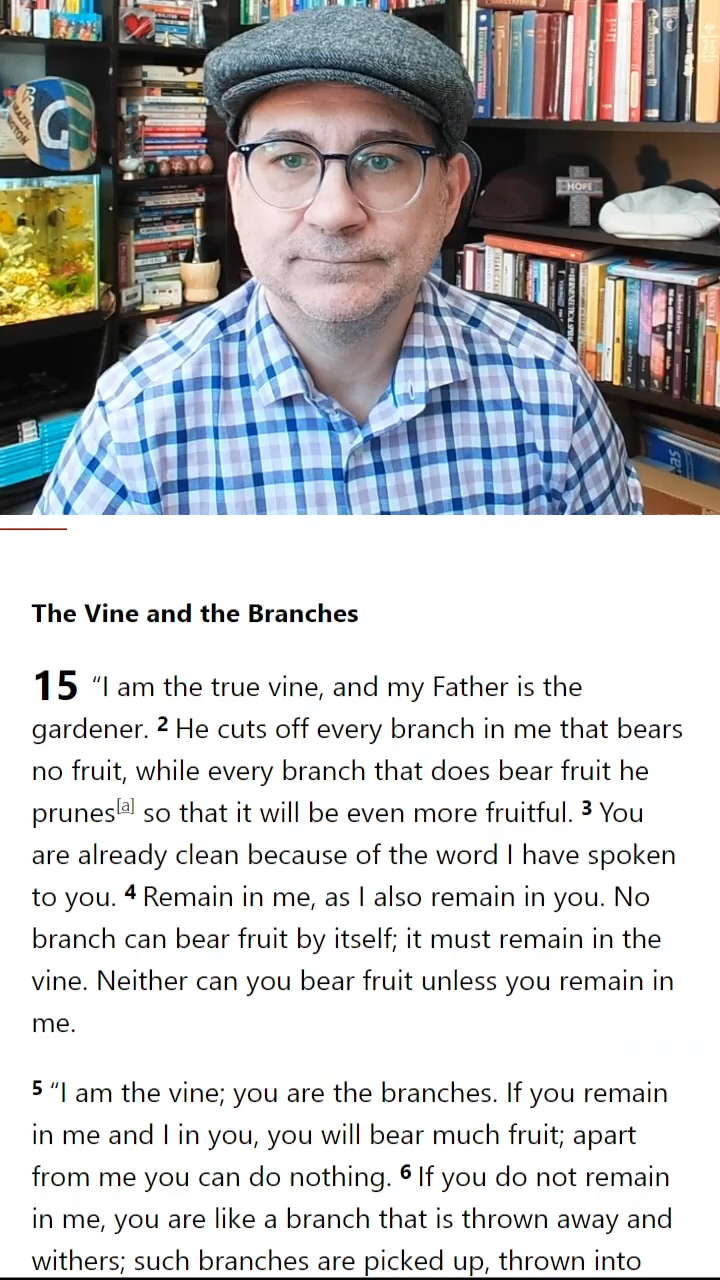 HOPE
The Vine and the Branches
15 “I am the true vine, and my Father is the
gardener. 2 He cuts off every branch in me that bears
no fruit, while every branch that does bear fruit he
prunes[a] so that it will be even more fruitful. 3 You
are already clean because of the word I have spoken
to you. 4 Remain in me, as I also remain in you. No
branch can bear fruit by itself; it must remain in the
vine. Neither can you bear fruit unless you remain in
me.
5 “I am the vine; you are the branches. If you remain
in me and I in you, you will bear much fruit; apart
from me you can do nothing. 6 If you do not remain
in me, you are like a branch that is thrown away and
withers; such branches are picked up, thrown into